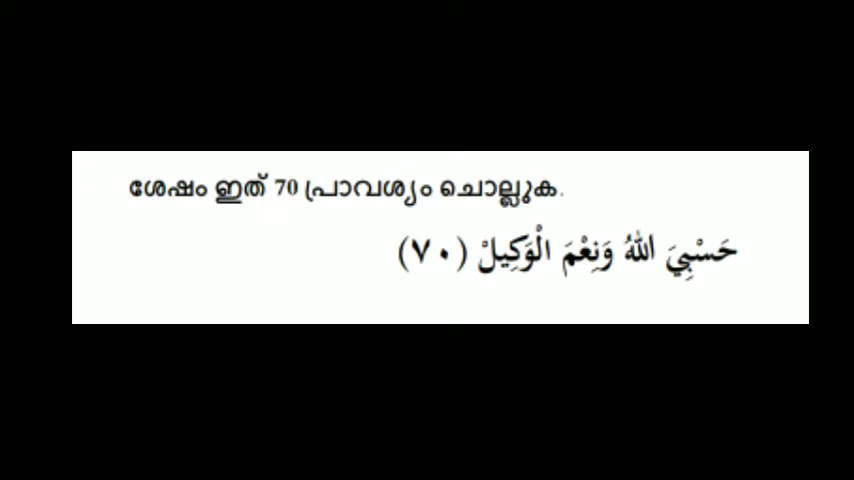 ശേഷം ഇത് 70 പ്രാവശ്യം ചൊല്ലുക.
حَسْبِيَ اللهُ وَنِعْمَ الْوَكِيلْ (٧٠)